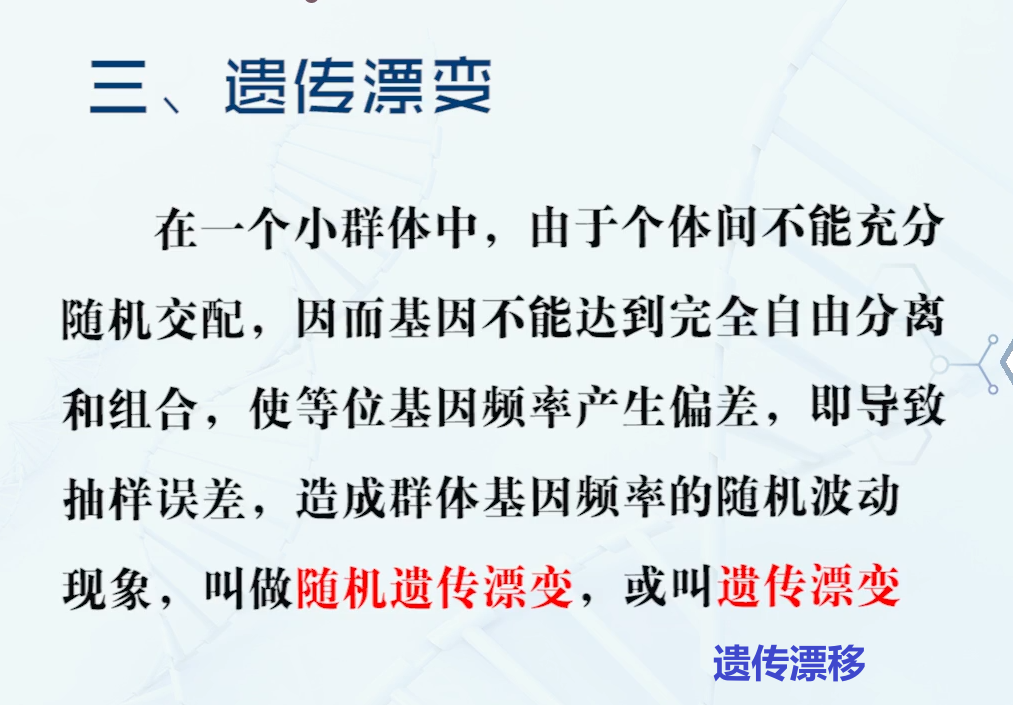 三、遗传漂变
在一个小群体中，由于个体间不能充分
随机交配，因而基因不能达到完全自由分离
和组合，使等位基因频率产生偏差，即导致
抽样误差，造成群体基因频率的随机波动
现象，叫做随机遗传漂变，或叫遗传漂变
遗传漂移